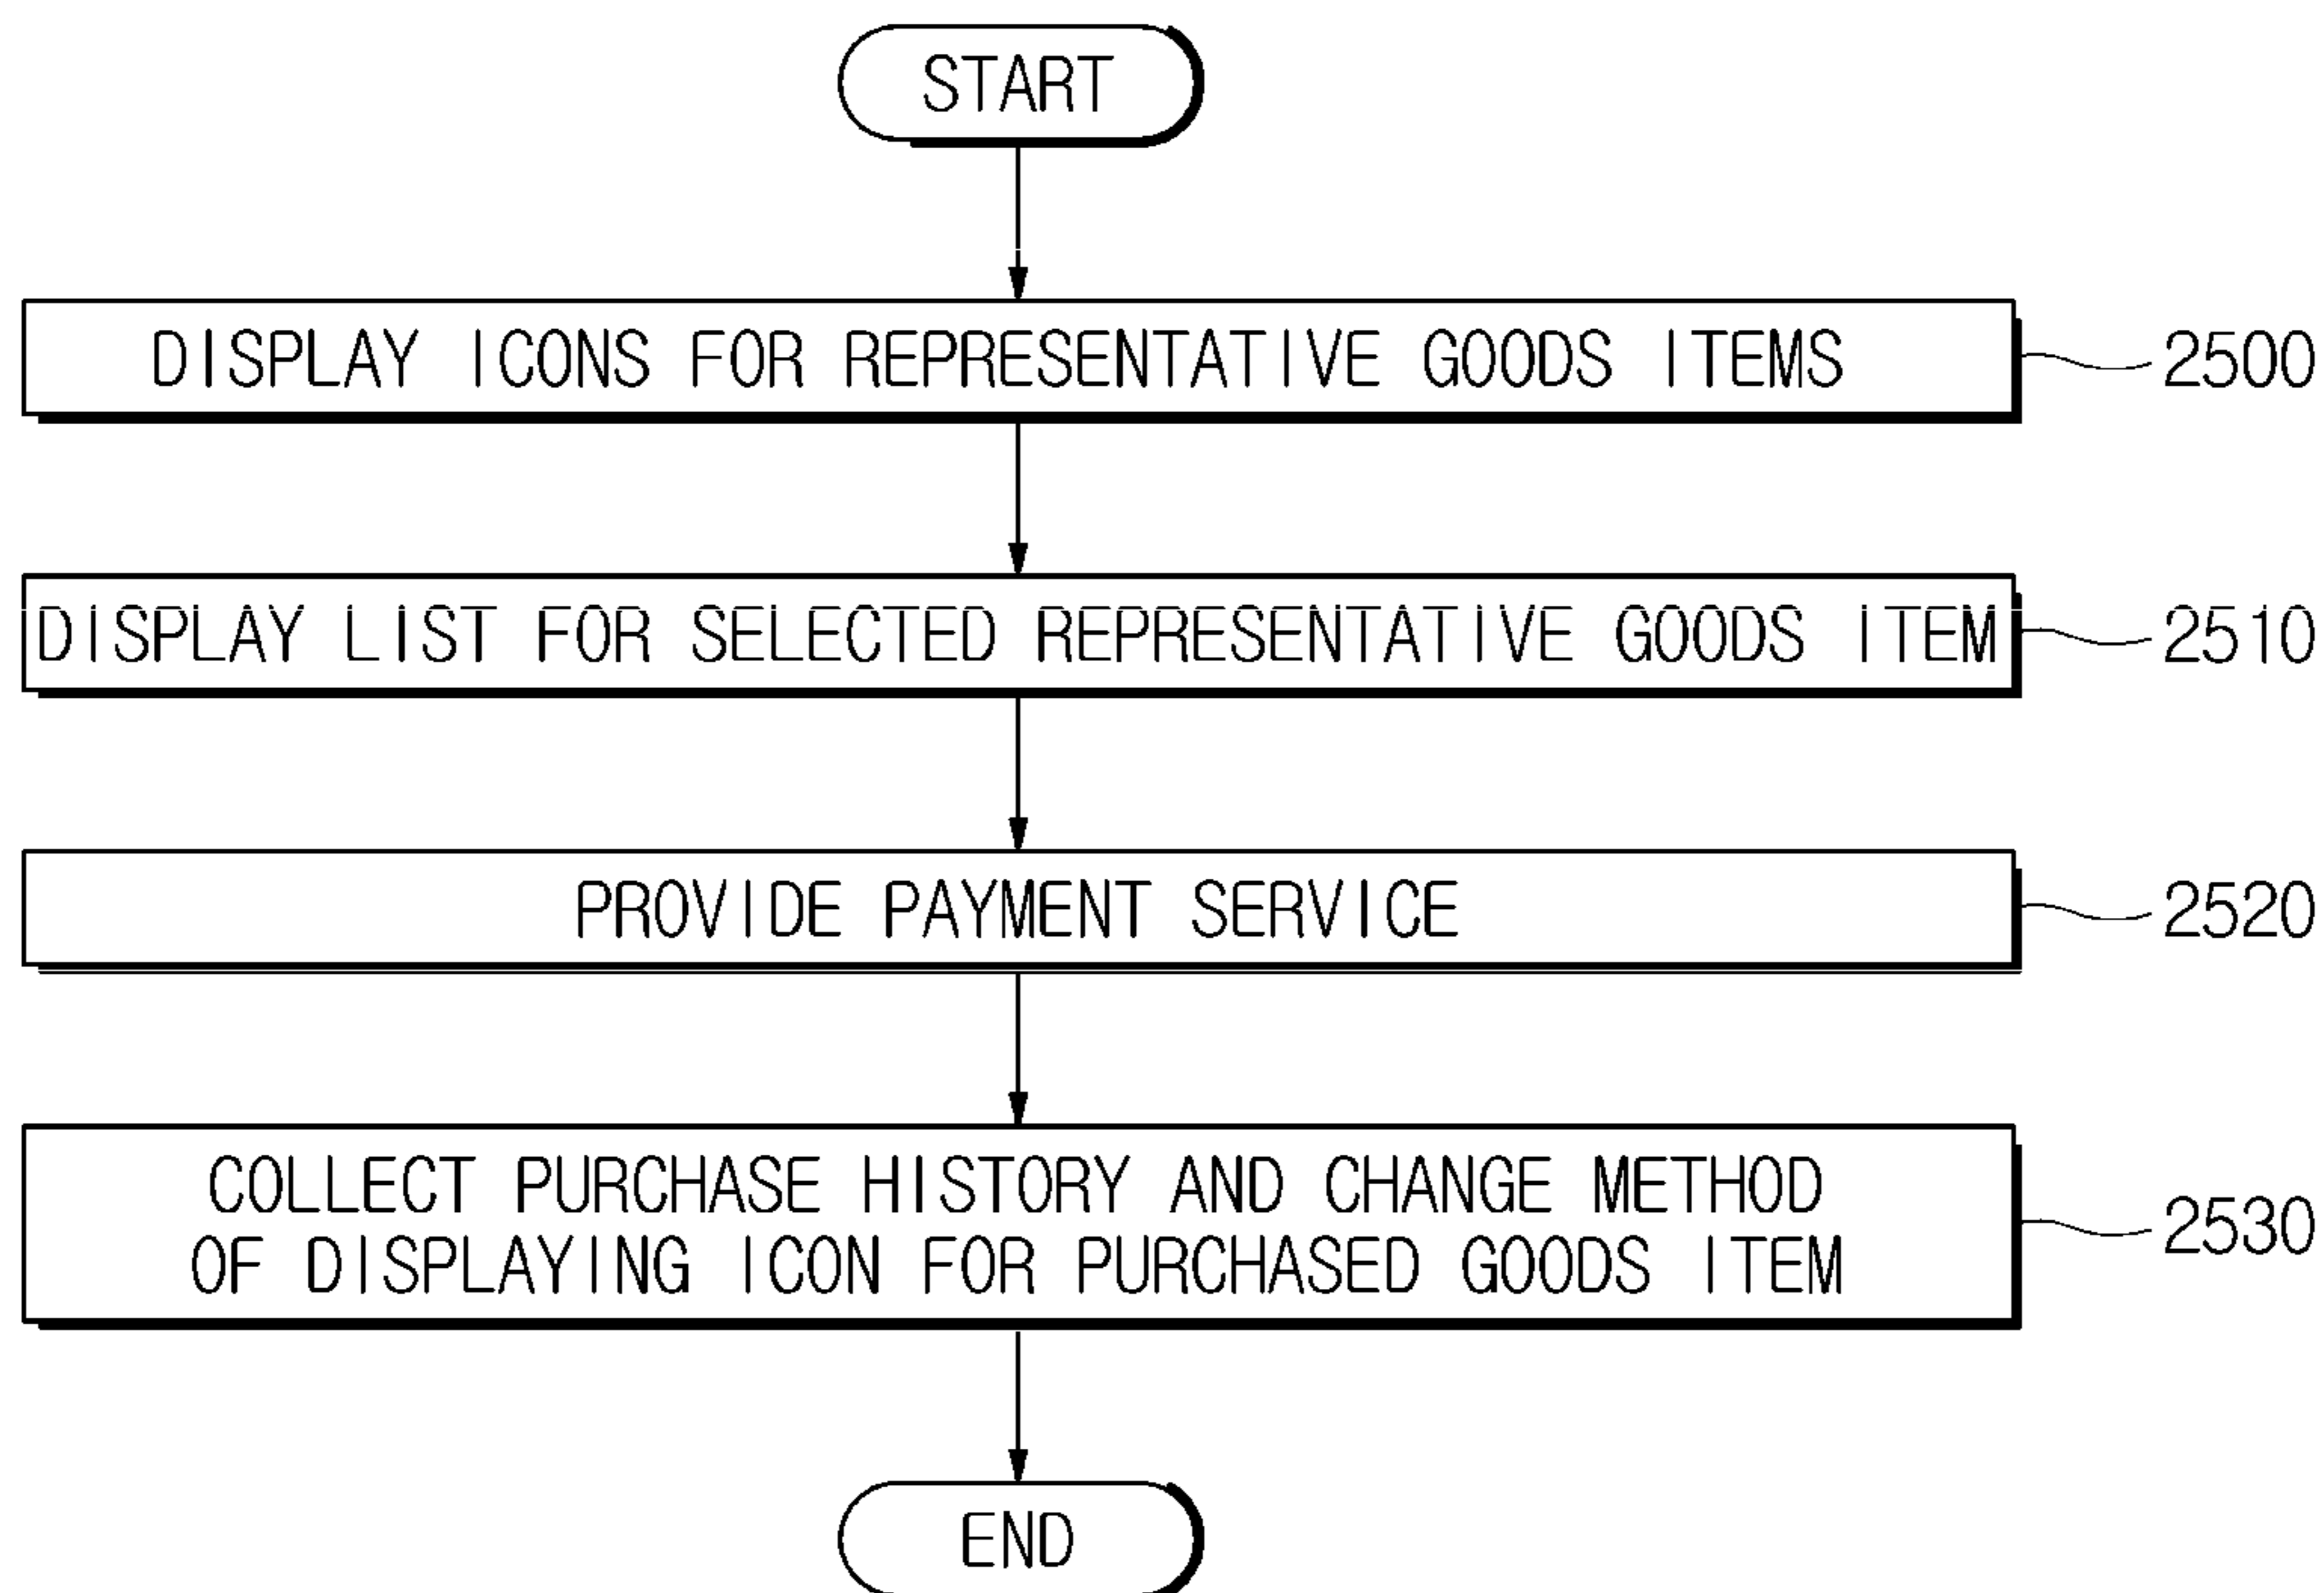 START
DISPLAY ICONS FOR REPRESENTATIVE GOODS ITEMS
2500
DISPLAY LIST FOR SELECTED REPRESENTATIVE GOODS ITEM
2510
PROVIDE PAYMENT SERVICE
2520
COLLECT PURCHASE HISTORY AND CHANGE METHOD
OF DISPLAYING ICON FOR PURCHASED GOODS ITEM
2530
END